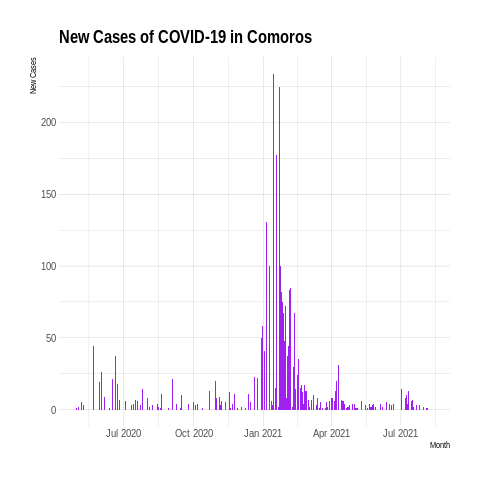 New Cases of COVID-19 in Comoros
New Cases
200
150
100
50
0
Jul 2020 Oct 2020 Jan 2021 Apr 2021 Jul 2021
Month